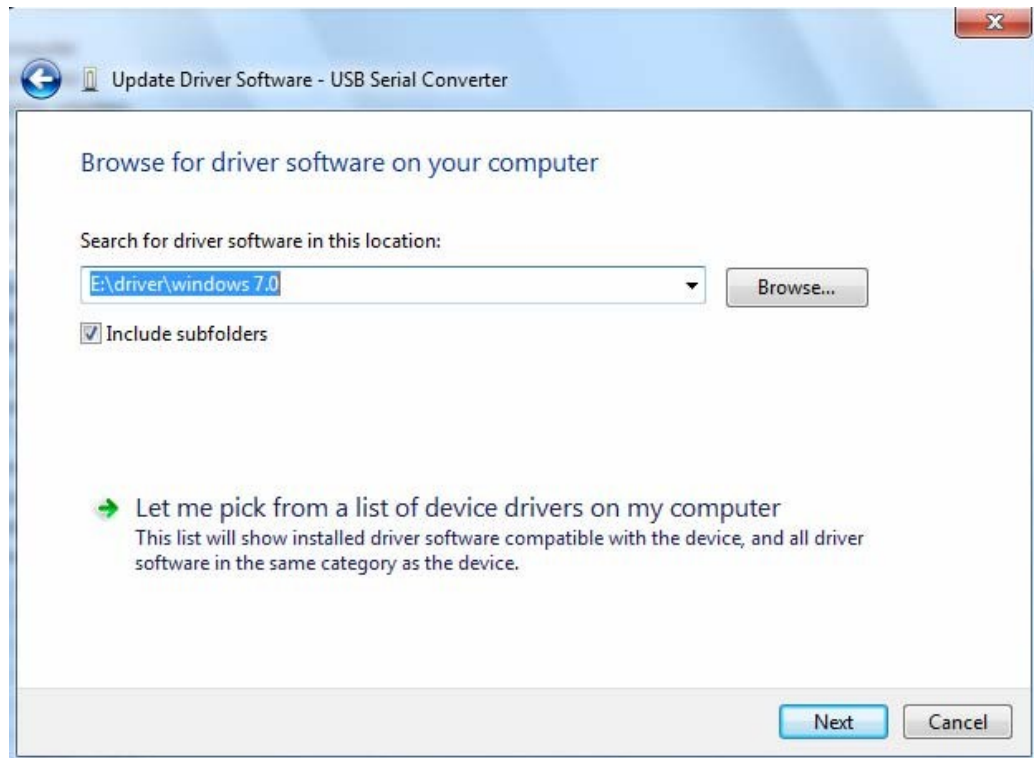 Update Driver Software - USB Serial Converter
Browse for driver software on your computer
Search for driver software in this location:
E:\driver\windows 7.0
Browse...
Include subfolders
Let me pick from a list of device drivers on my computer
This list will show installed driver software compatible with the device, and all driver
software in the same category as the device.
Next
Cancel